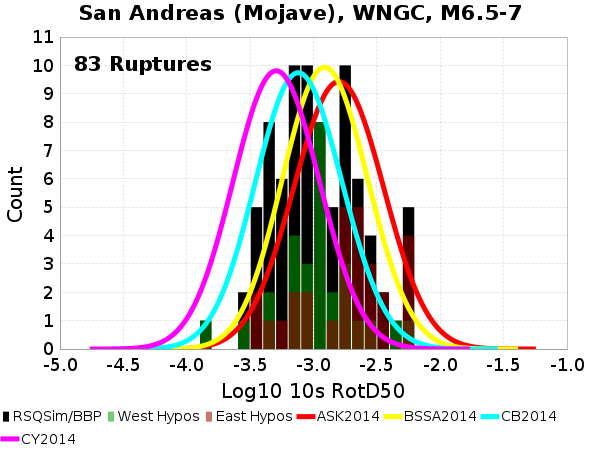 San Andreas (Mojave), WNGC, M6.5-7
11
10
9
8
7
6
5
4
3
2
1
0
Count
83 Ruptures
-5.0 -4.5 -4.0 -3.5 -3.0 -2.5 -2.0 -1.5 -1.0
Log10 10s RotD50
RSQSim/BBP West Hypos East Hypos ASK2014 BSSA2014 CB2014
CY2014